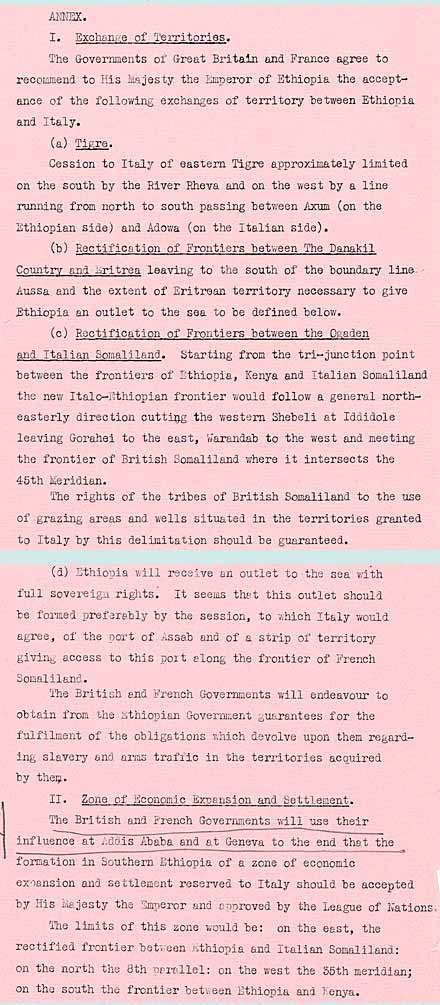 ANNEX.
I. Exchange of Territories.
The Governments of Great Britain and France agree to
recommend to His Majesty the Emperor of Ethiopia the accept-
ance of the following exchanges of territory between Ethiopia
and Italy.
(a) Tigre.
Cession to Italy of eastern Tigre approximately limited
on the south by the River Rheva and on the west by a line
running from north to south passing between Axum (on the
Ethiopian side) and Adowa (on the Italian side).
(b) Rectification of Frontiers between The Danakil
Country and Eritrea leaving to the south of the boundary line
Aussa and the extent of Eritrean territory necessary to give
Ethiopia an outlet to the sea to be defined below.
(c) Rectification of Frontiers between the Ogaden
and Italian Somaliland. Starting from the tri-junction point
between the frontiers of Ethiopia, Kenya and Italian Somaliland
the new Italo-Ethiopian frontier would follow a general north-
easterly direction cutting the western Shebeli at Iddidole
leaving Gorahei to the east, Warandab to the west and meeting
the frontier of British Somaliland where it intersects the
45th Meridian.
The rights of the tribes of British Somaliland to the use
of grazing areas and wells situated in the territories granted
to Italy by this delimitation should be guaranteed.
(d) Ethiopia will receive an outlet to the sea with
full sovereign rights. It seems that this outlet should
be formed preferably by the session, to which Italy would
agree, of the port of Assab and of a strip of territory
giving access to this port along the frontier of French
Somaliland.
The British and French Governments will endeavour to
obtain from the Ethiopian Government guarantees for the
fulfilment of the obligations which devolve upon them regard-
ing slavery and arms traffic in the territories acquired
by them.
II. Zone of Economic Expansion and Settlement.
The British and French Governments will use their
influence at Addis Ababa and at Geneva to the end that the
formation in Southern Ethiopia of a zone of economic
expansion and settlement reserved to Italy should be accepted
by His Majesty the Emperor and approved by the League of Nations.
The limits of this zone would be: on the east, the
rectified frontier between Ethiopia and Italian Somaliland:
on the north the 8th parallel: on the west the 35th meridian;
on the south the frontier between Ethiopia and Kenya.